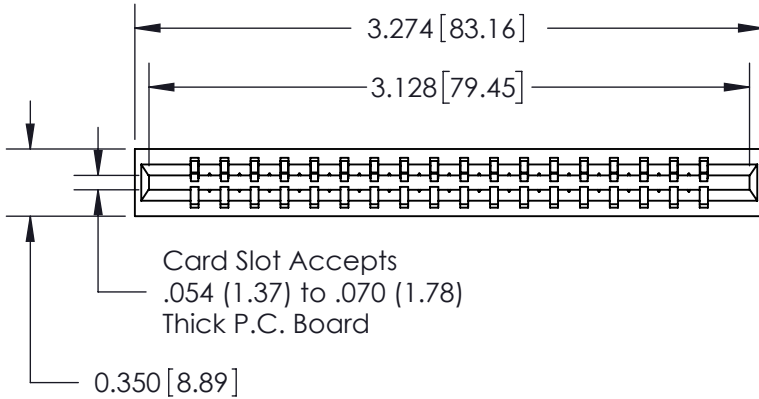 3.274[83.16]
3.128[79.45]
Card Slot Accepts
.054 (1.37) to .070 (1.78)
Thick P.C. Board
0.350[8.89]